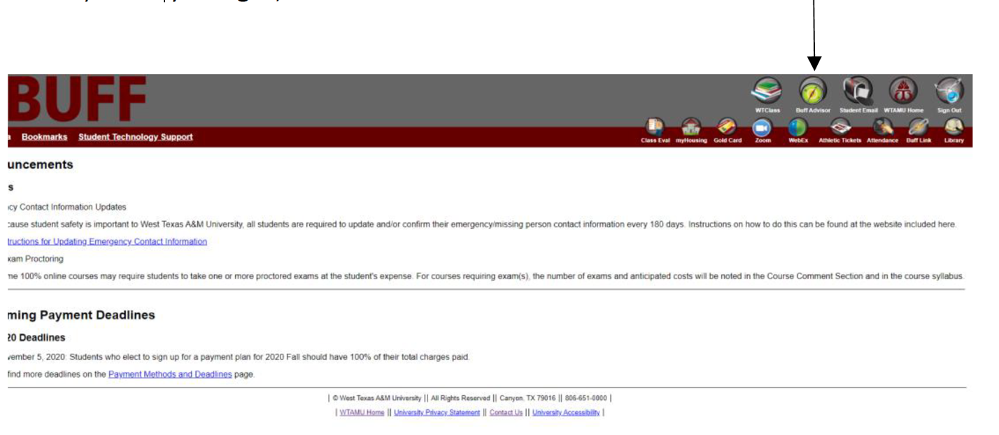 BUFF
WTClass Buff Advisor Student Email WTAMU Home Sign Out
Bookmarks Student Technology Support
Class Eval myHousing Gold Card Zoom WebEx Athletic Tickets Attendance Buff Link Library
uncements
s
cy Contact Information Updates
cause student safety is important to West Texas A&M University, all students are required to update and/or confirm their emergency/missing person contact information every 180 days. Instructions on how to do this can be found at the website included here.
tructions for Updating Emergency Contact Information
xam Proctoring
me 100% online courses may require students to take one or more proctored exams at the student's expense. For courses requiring exam(s), the number of exams and anticipated costs will be noted in the Course Comment Section and in the course syllabus.
ming Payment Deadlines
20 Deadlines
vember 5, 2020: Students who elect to sign up for a payment plan for 2020 Fall should have 100% of their total charges paid.
find more deadlines on the Payment Methods and Deadlines page.
| © West Texas A&M University || All Rights Reserved || Canyon, TX 79016 || 806-651-0000 |
| WTAMU Home || University Privacy Statement || Contact Us || University Accessibility |